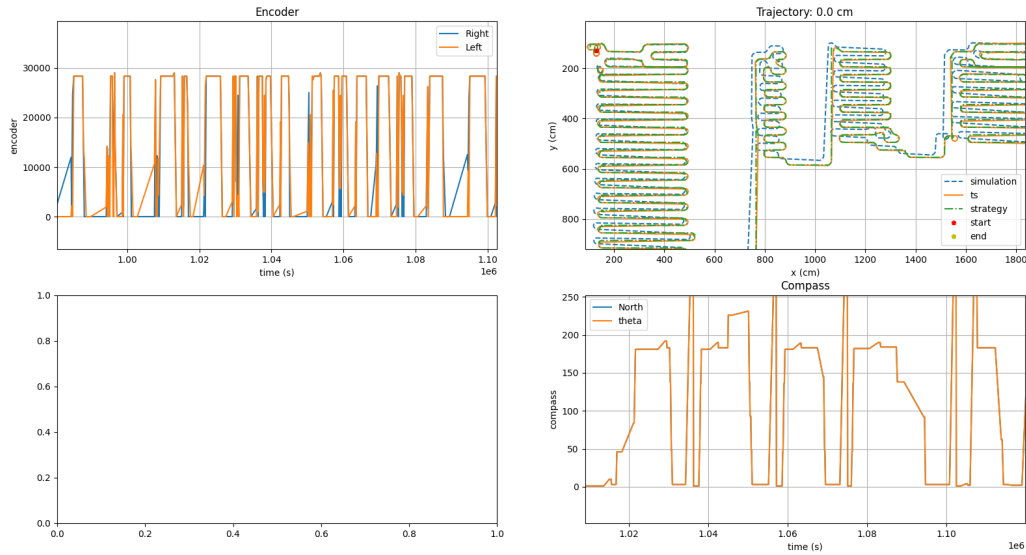 Encoder
Right
Left
30000
20000
10000
0
encoder
1.00
1.02
1.04
1.06
1.08
1.10
time (s)
1e6
Trajectory: 0.0 cm
200
400
600
800
y (cm)
simulation
ts
strategy
start
end
200
400
600
800
1000
1200
1400
1600
1800
x (cm)
1.0
0.8
0.6
0.4
0.2
0.0
0.0
0.2
0.4
0.6
0.8
1.0
Compass
North
theta
250
200
150
100
50
0
compass
1.02
1.04
1.06
1.08
1.10
time (s)
1e6